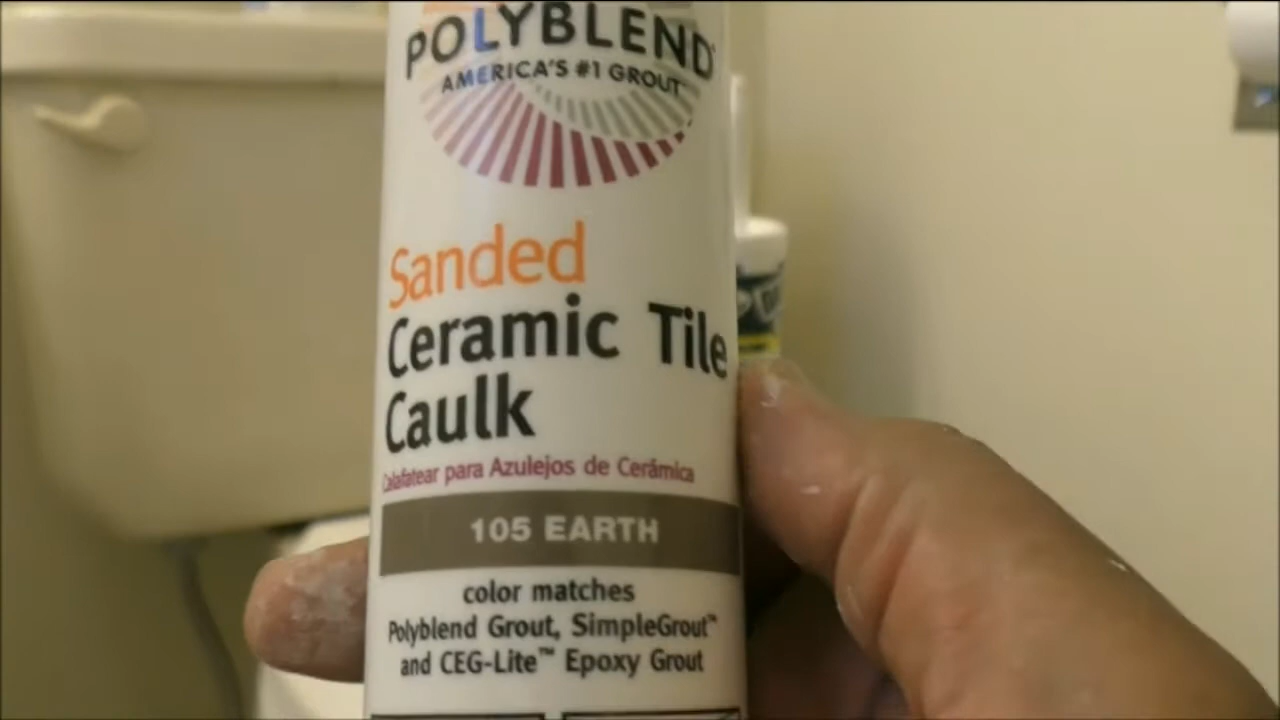 POLYBLEND
AMERICA'S #1 GROUT
Sanded
Ceramic Tile
Caulk
Calafatear para Azulejos de Cerámica
105 EARTH
color matches
Polyblend Grout, SimpleGrout™
and CEG-Lite™ Epoxy Grout